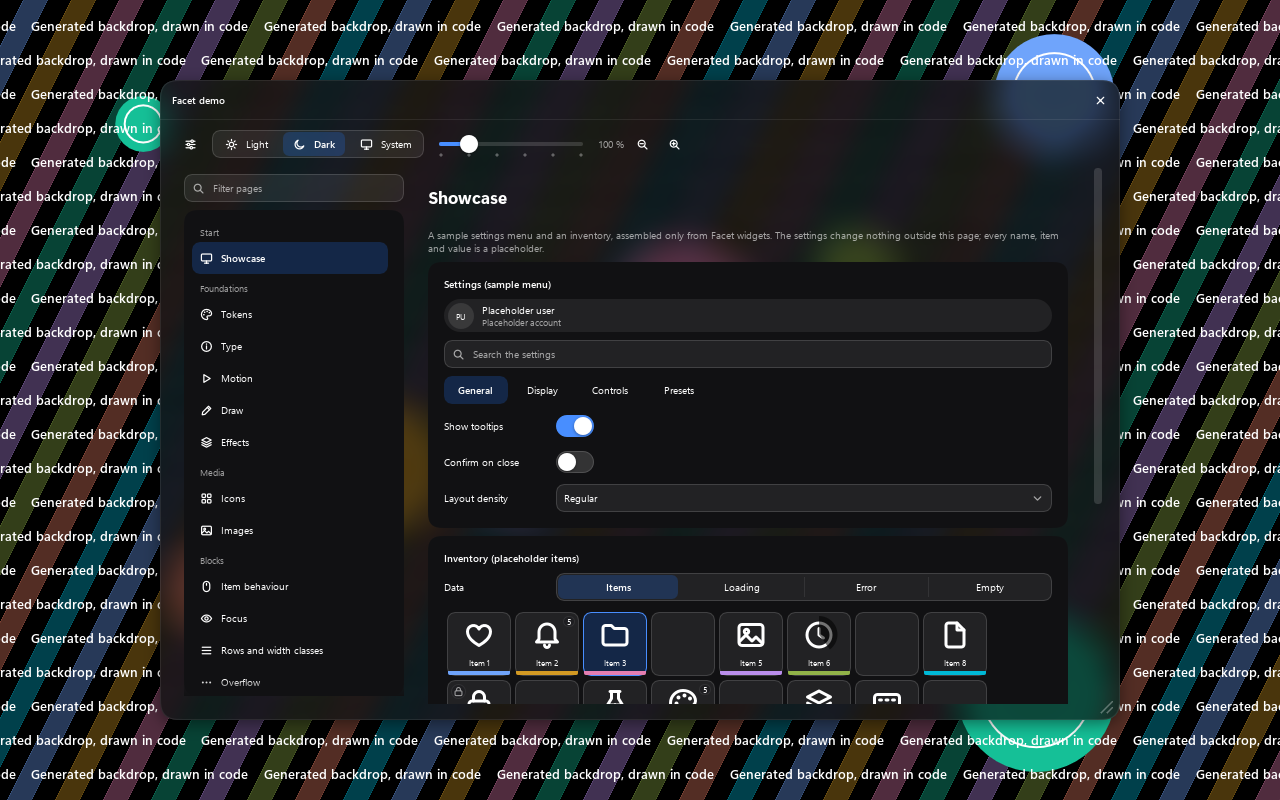 Generated backdrop, drawn in code
Facet demo
Light
Dark
System
100 %
Filter pages
Start
Showcase
Foundations
Tokens
Type
Motion
Draw
Effects
Media
Icons
Images
Blocks
Item behaviour
Focus
Rows and width classes
Overflow
Showcase
A sample settings menu and an inventory, assembled only from Facet widgets. The settings change nothing outside this page; every name, item
and value is a placeholder.
Settings (sample menu)
PU
Placeholder user
Placeholder account
Search the settings
General
Display
Controls
Presets
Show tooltips
Confirm on close
Layout density
Regular
Inventory (placeholder items)
Data
Items
Loading
Error
Empty
Item 1
5
Item 2
Item 3
Item 5
Item 6
Item 8
5